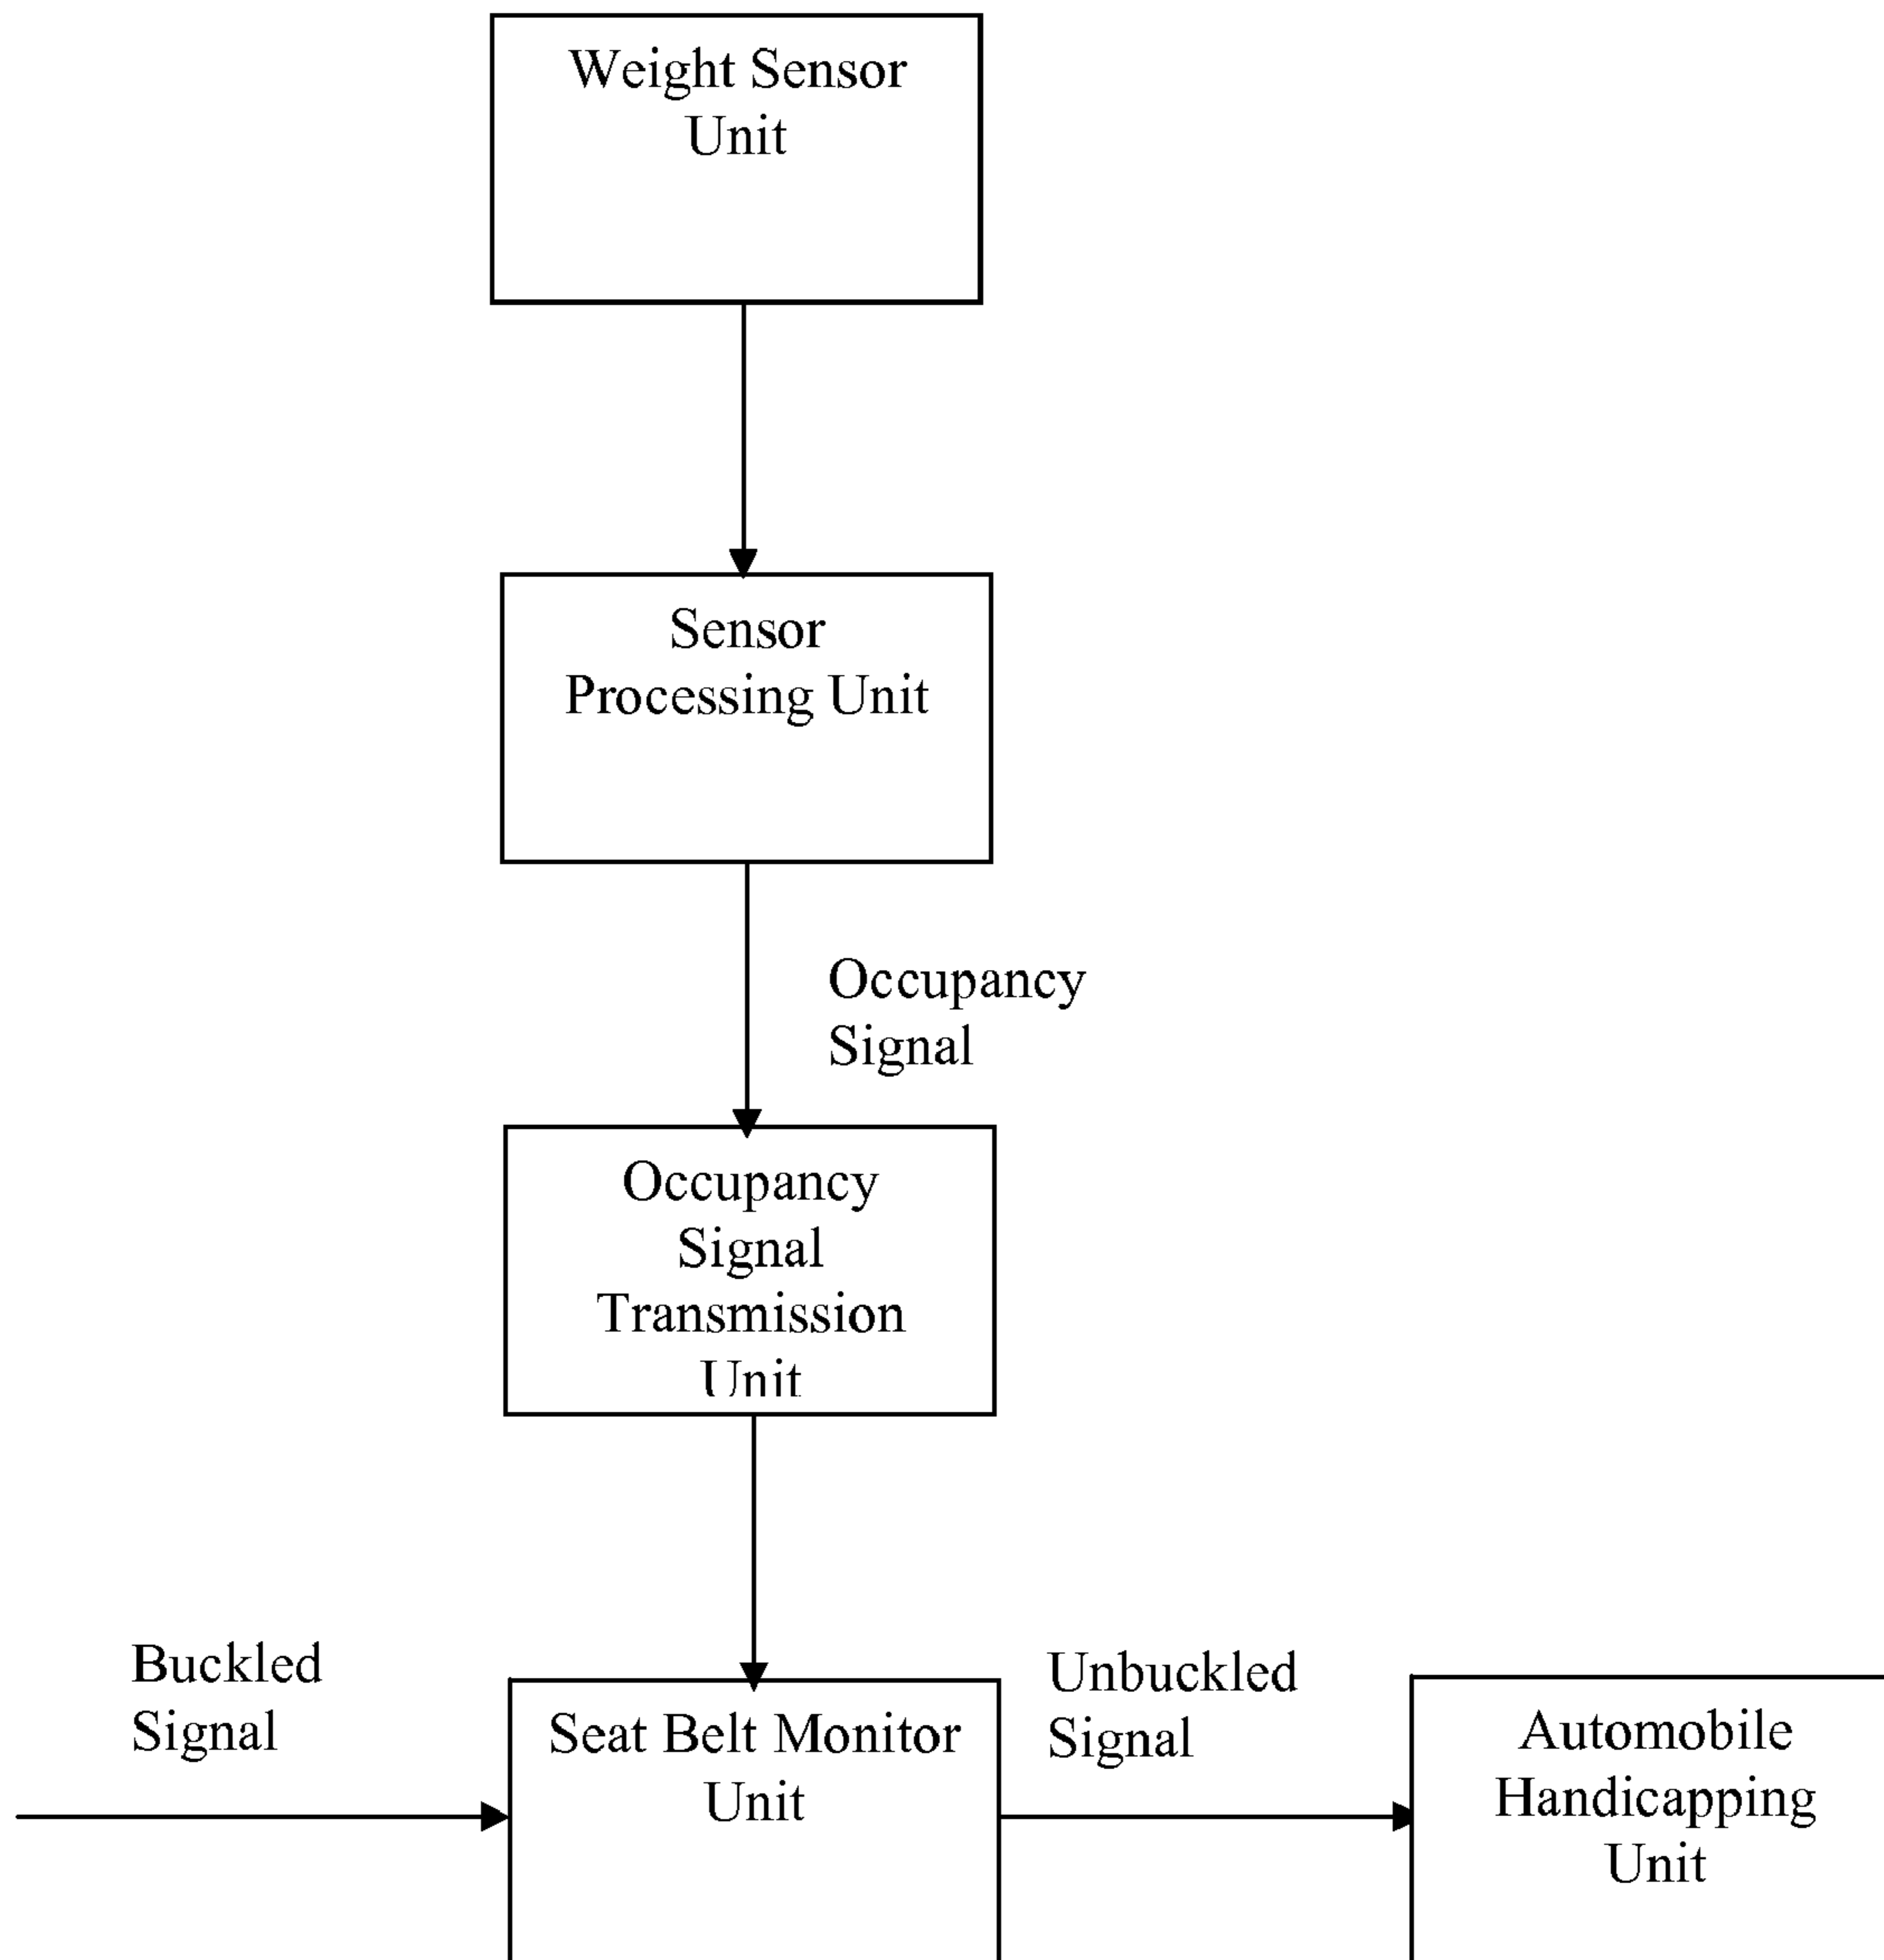 Weight Sensor
Unit
Sensor
Processing Unit
Occupancy
Signal
Occupancy
Signal
Transmission
Unit
Buckled
Signal
Seat Belt Monitor
Unit
Unbuckled
Signal
Automobile
Handicapping
Unit